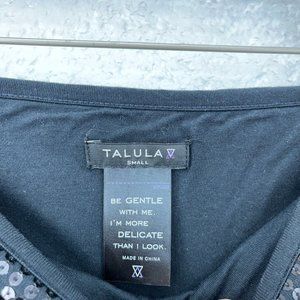 TALULA
SMALL
BE GENTLE
WITH ME.
I'M MORE
DELICATE
THAN I LOOK.
MADE IN CHINA